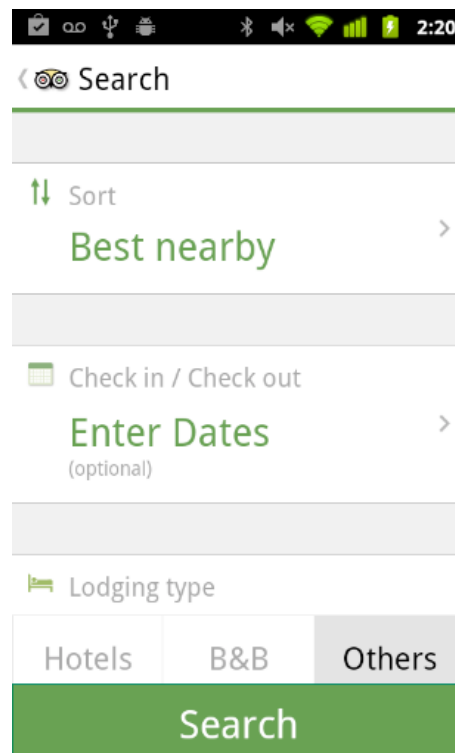 2:20
Search
Sort
Best nearby
Check in / Check out
Enter Dates
(optional)
Lodging type
Hotels B&B Others
Search